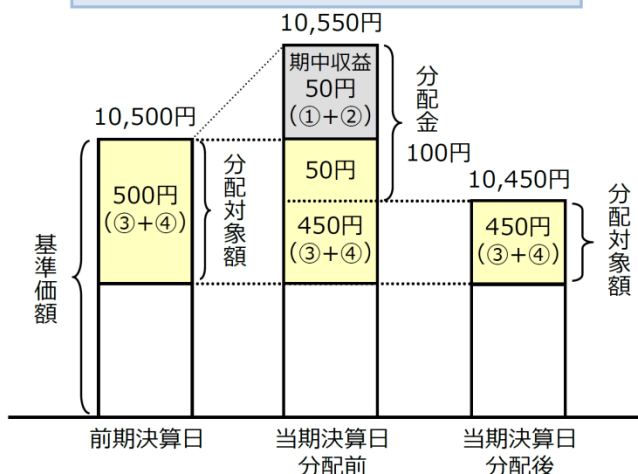 10,550円
期中収益
50円
(①+②)
分配金
100円
10,500円
500円
(③+④)
分配対象額
50円
450円
(③+④)
10,450円
450円
(③+④)
分配対象額
基準価額
前期決算日
当期決算日
分配前
当期決算日
分配後